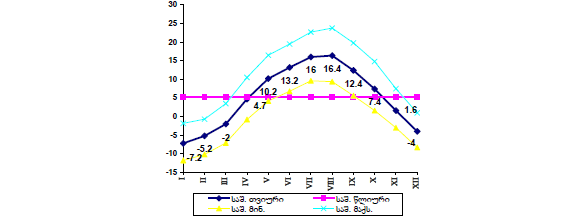 30
25
20
15
10
5
0
-5
-10
-15
-7.2
-5.2
-2
4.7
10.2
13.2
16
16.4
12.4
7.4
1.6
-4
I
II
III
IV
V
VI
VII
VIII
IX
X
XI
XII
საშ. თვიური
საშ. წლიური
საშ. მინ.
საშ. მაქს.